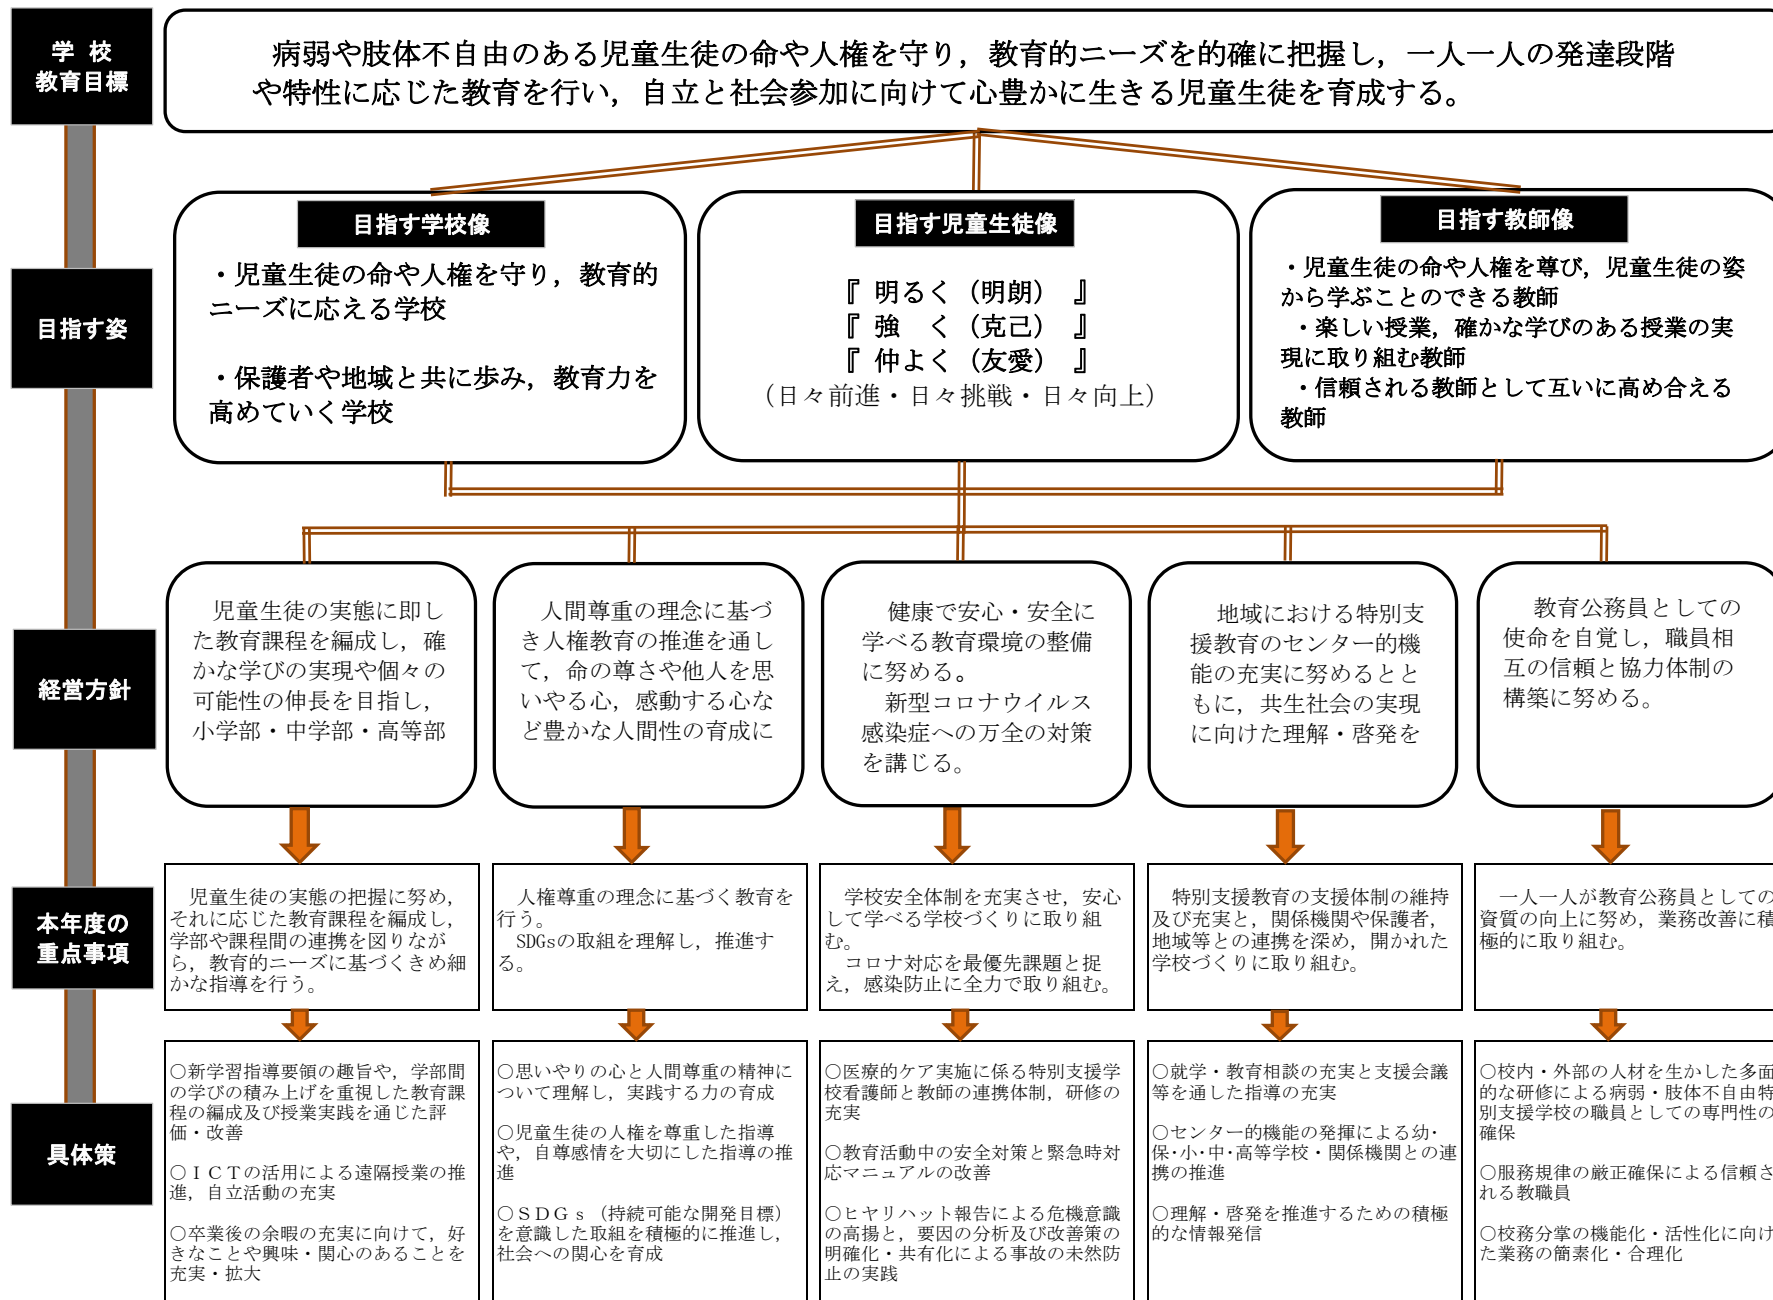 学 校
教育目標
病弱や肢体不自由のある児童生徒の命や人権を守り，教育的ニーズを的確に把握し，一人一人の発達段階
や特性に応じた教育を行い，自立と社会参加に向けて心豊かに生きる児童生徒を育成する。
目指す姿
目指す学校像
・児童生徒の命や人権を守り，教育的
ニーズに応える学校
・保護者や地域と共に歩み，教育力を
高めていく学校
目指す児童生徒像
『 明るく（明朗） 』
『 強　く（克己） 』
『 仲よく（友愛） 』
（日々前進・日々挑戦・日々向上）
目指す教師像
・児童生徒の命や人権を尊び，児童生徒の姿
から学ぶことのできる教師
・楽しい授業，確かな学びのある授業の実
現に取り組む教師
・信頼される教師として互いに高め合える
教師
経営方針
児童生徒の実態に即し
た教育課程を編成し，確
かな学びの実現や個々の
可能性の伸長を目指し，
小学部・中学部・高等部
人間尊重の理念に基づ
き人権教育の推進を通し
て，命の尊さや他人を思
いやる心，感動する心な
ど豊かな人間性の育成に
健康で安心・安全に
学べる教育環境の整備
に努める。
新型コロナウイルス
感染症への万全の対策
を講じる。
地域における特別支
援教育のセンター的機
能の充実に努めるとと
もに，共生社会の実現
に向けた理解・啓発を
教育公務員としての
使命を自覚し，職員相
互の信頼と協力体制の
構築に努める。
本年度の
重点事項
児童生徒の実態の把握に努め，
それに応じた教育課程を編成し，
学部や課程間の連携を図りなが
ら，教育的ニーズに基づくきめ細
かな指導を行う。
人権尊重の理念に基づく教育を
行う。
SDGsの取組を理解し，推進す
る。
学校安全体制を充実させ，安心
して学べる学校づくりに取り組
む。
コロナ対応を最優先課題と捉
え，感染防止に全力で取り組む。
特別支援教育の支援体制の維持
及び充実と，関係機関や保護者，
地域等との連携を深め，開かれた
学校づくりに取り組む。
一人一人が教育公務員としての
資質の向上に努め，業務改善に積
極的に取り組む。
具体策
○新学習指導要領の趣旨や，学部間
の学びの積み上げを重視した教育課
程の編成及び授業実践を通じた評
価・改善
○ＩＣＴの活用による遠隔授業の推
進，自立活動の充実
○卒業後の余暇の充実に向けて，好
きなことや興味・関心のあることを
充実・拡大
○思いやりの心と人間尊重の精神に
ついて理解し，実践する力の育成
○児童生徒の人権を尊重した指導
や，自尊感情を大切にした指導の推
進
○ＳＤＧｓ（持続可能な開発目標）
を意識した取組を積極的に推進し，
社会への関心を育成
○医療的ケア実施に係る特別支援学
校看護師と教師の連携体制，研修の
充実
○教育活動中の安全対策と緊急時対
応マニュアルの改善
○ヒヤリハット報告による危機意識
の高揚と，要因の分析及び改善策の
明確化・共有化による事故の未然防
止の実践
○就学・教育相談の充実と支援会議
等を通した指導の充実
○センター的機能の発揮による幼・
保・小・中・高等学校・関係機関との連
携の推進
○理解・啓発を推進するための積極
的な情報発信
○校内・外部の人材を生かした多面
的な研修による病弱・肢体不自由特
別支援学校の職員としての専門性の
確保
○服務規律の厳正確保による信頼さ
れる教職員
○校務分掌の機能化・活性化に向け
た業務の簡素化・合理化